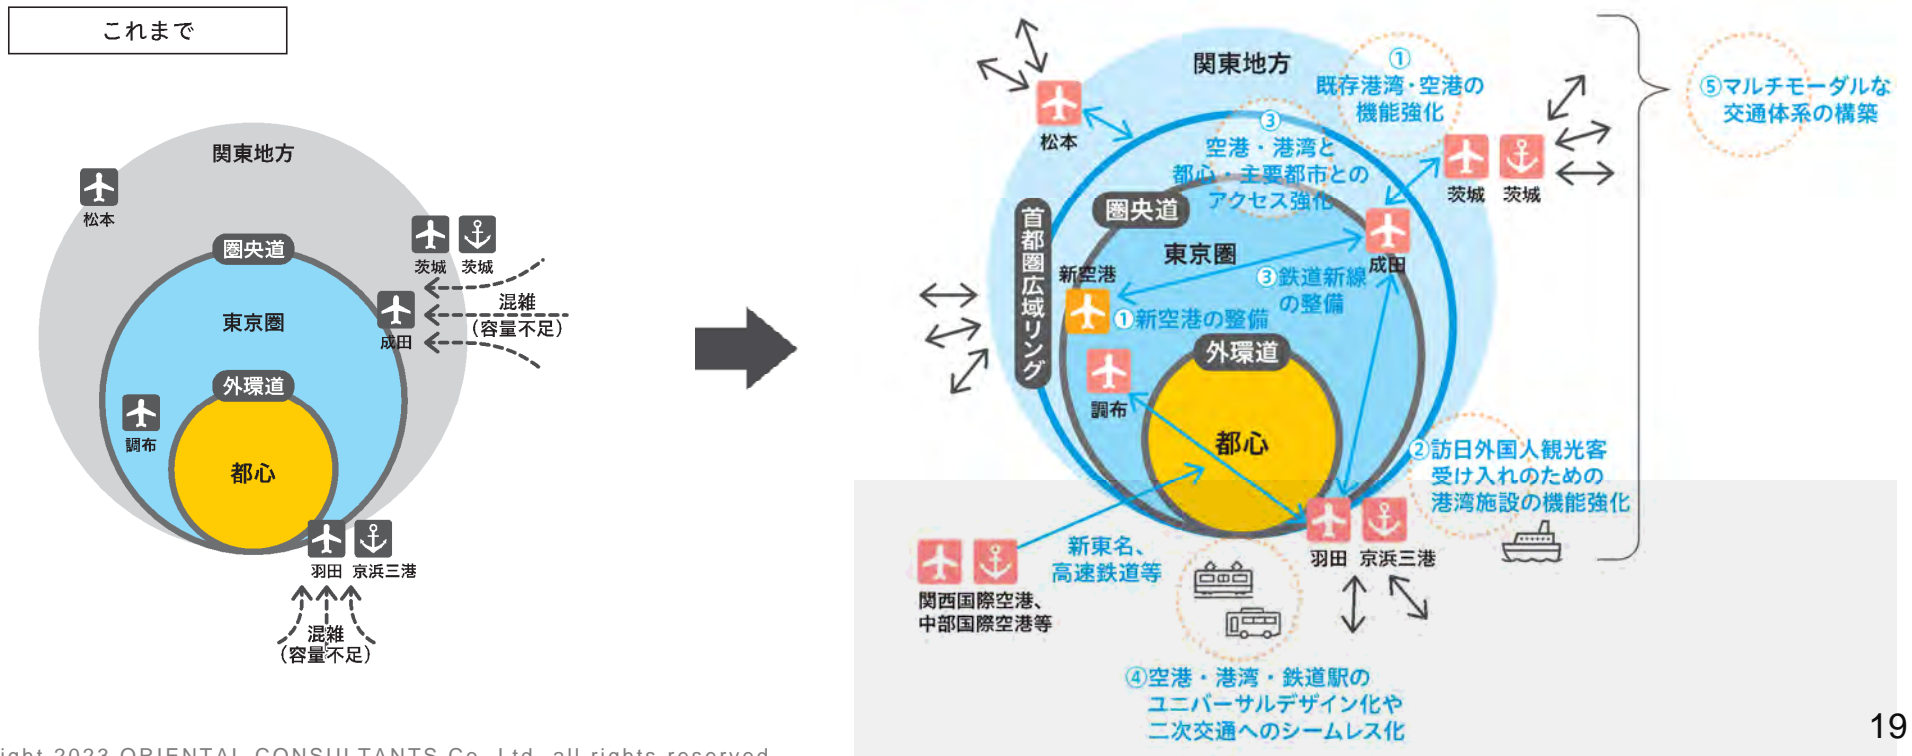 これまで
関東地方
松本
圏央道
茨城 茨城
混雑
(容量不足)
成田
東京圏
外環道
調布
都心
羽田 京浜三港
混雑
(容量不足)
関東地方
①
既存港湾・空港の
機能強化
⑤マルチモーダルな
交通体系の構築
松本
③
空港・港湾と
都心・主要都市との
アクセス強化
茨城 茨城
圏央道
首都圏広域リング
東京圏
成田
新空港
③鉄道新線
の整備
①新空港の整備
外環道
調布
都心
②訪日外国人観光客
受け入れのための
港湾施設の機能強化
新東名、
高速鉄道等
羽田 京浜三港
関西国際空港、
中部国際空港等
④空港・港湾・鉄道駅の
ユニバーサルデザイン化や
二次交通へのシームレス化
19
ight 2023 ORIENTAL CONSULTANTS Co., Ltd. all rights reserved